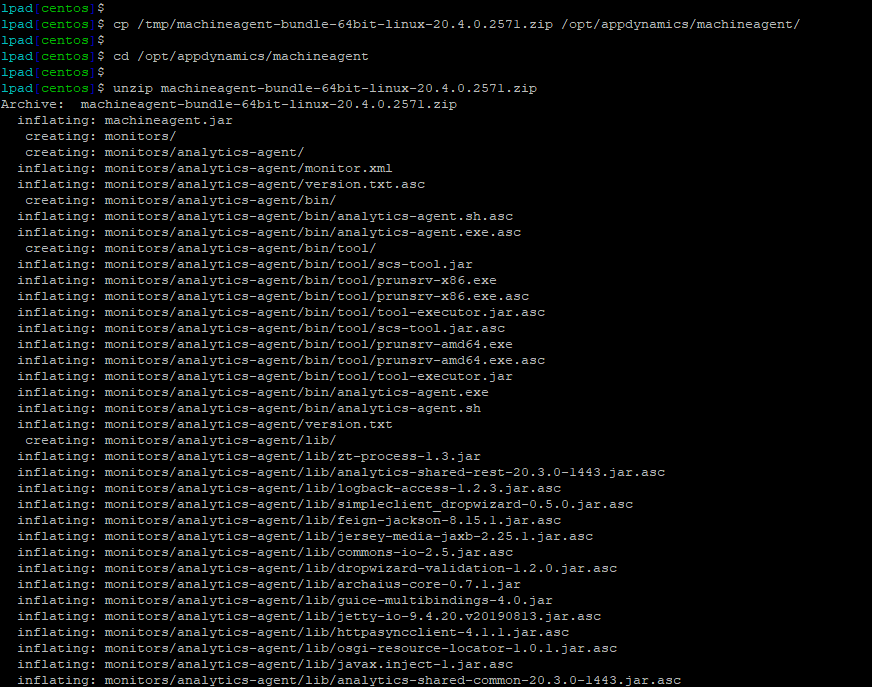 lpad[centos]$
lpad[centos]$ cp /tmp/machineagent-bundle-64bit-linux-20.4.0.2571.zip /opt/appdynamics/machineagent/
lpad[centos]$
lpad[centos]$ cd /opt/appdynamics/machineagent
lpad[centos]$
lpad[centos]$ unzip machineagent-bundle-64bit-linux-20.4.0.2571.zip
Archive:  machineagent-bundle-64bit-linux-20.4.0.2571.zip
  inflating: machineagent.jar
   creating: monitors/
   creating: monitors/analytics-agent/
  inflating: monitors/analytics-agent/monitor.xml
  inflating: monitors/analytics-agent/version.txt.asc
   creating: monitors/analytics-agent/bin/
  inflating: monitors/analytics-agent/bin/analytics-agent.sh.asc
  inflating: monitors/analytics-agent/bin/analytics-agent.exe.asc
   creating: monitors/analytics-agent/bin/tool/
  inflating: monitors/analytics-agent/bin/tool/scs-tool.jar
  inflating: monitors/analytics-agent/bin/tool/prunsrv-x86.exe
  inflating: monitors/analytics-agent/bin/tool/prunsrv-x86.exe.asc
  inflating: monitors/analytics-agent/bin/tool/tool-executor.jar.asc
  inflating: monitors/analytics-agent/bin/tool/scs-tool.jar.asc
  inflating: monitors/analytics-agent/bin/tool/prunsrv-amd64.exe
  inflating: monitors/analytics-agent/bin/tool/prunsrv-amd64.exe.asc
  inflating: monitors/analytics-agent/bin/tool/tool-executor.jar
  inflating: monitors/analytics-agent/bin/analytics-agent.exe
  inflating: monitors/analytics-agent/bin/analytics-agent.sh
  inflating: monitors/analytics-agent/version.txt
   creating: monitors/analytics-agent/lib/
  inflating: monitors/analytics-agent/lib/zt-process-1.3.jar
  inflating: monitors/analytics-agent/lib/analytics-shared-rest-20.3.0-1443.jar.asc
  inflating: monitors/analytics-agent/lib/logback-access-1.2.3.jar.asc
  inflating: monitors/analytics-agent/lib/simpleclient_dropwizard-0.5.0.jar.asc
  inflating: monitors/analytics-agent/lib/feign-jackson-8.15.1.jar.asc
  inflating: monitors/analytics-agent/lib/jersey-media-jaxb-2.25.1.jar.asc
  inflating: monitors/analytics-agent/lib/commons-io-2.5.jar.asc
  inflating: monitors/analytics-agent/lib/dropwizard-validation-1.2.0.jar.asc
  inflating: monitors/analytics-agent/lib/archaius-core-0.7.1.jar
  inflating: monitors/analytics-agent/lib/guice-multibindings-4.0.jar
  inflating: monitors/analytics-agent/lib/jetty-io-9.4.20.v20190813.jar.asc
  inflating: monitors/analytics-agent/lib/httpasyncclient-4.1.1.jar.asc
  inflating: monitors/analytics-agent/lib/osgi-resource-locator-1.0.1.jar.asc
  inflating: monitors/analytics-agent/lib/javax.inject-1.jar.asc
  inflating: monitors/analytics-agent/lib/analytics-shared-common-20.3.0-1443.jar.asc